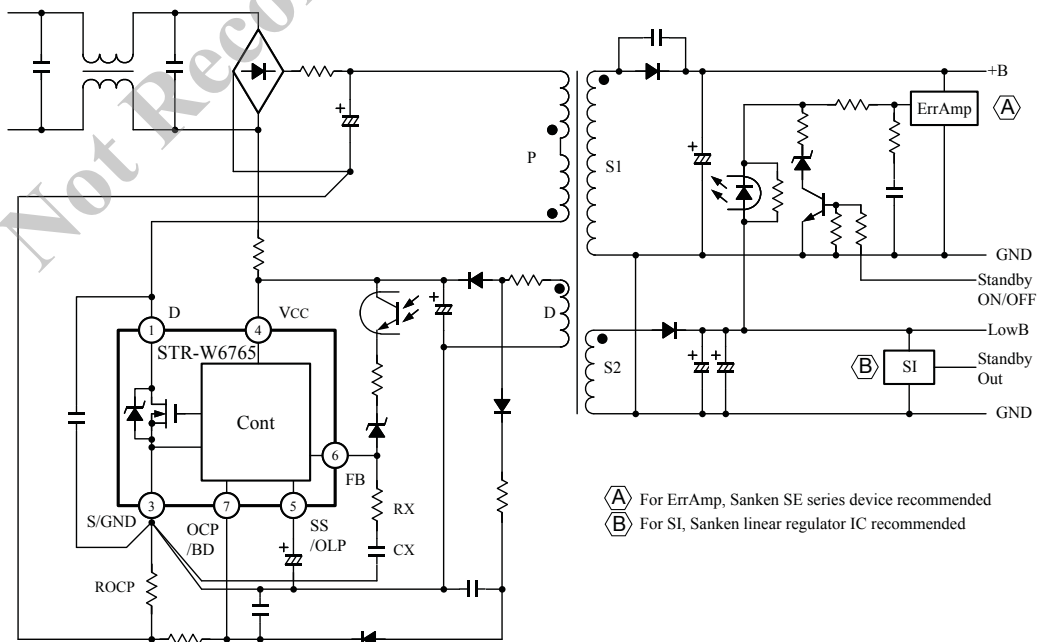 Not Reco
P
S1
+B
ErrAmp
A
GND
Standby
ON/OFF
D
VCC
D
1
4
STR-W6765
LowB
S2
B
SI
Standby
Out
Cont
GND
6
FB
3
7
5
S/GND
OCP
/BD
SS
/OLP
RX
CX
ROCP
A For ErrAmp, Sanken SE series device recommended
B For SI, Sanken linear regulator IC recommended